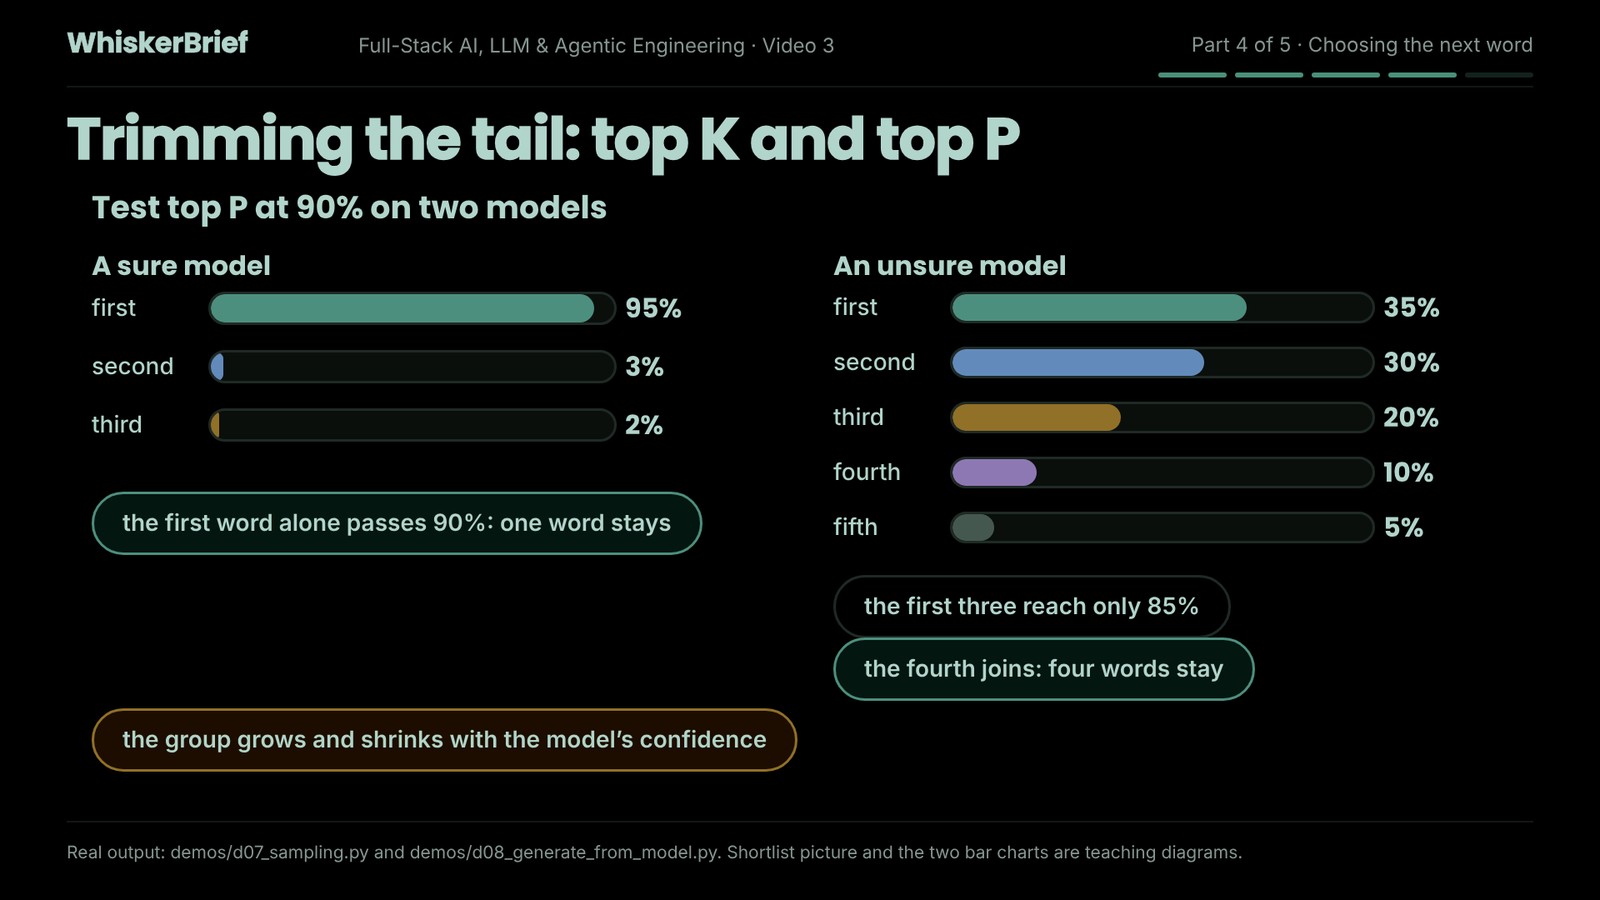 WhiskerBrief
Full-Stack AI, LLM & Agentic Engineering · Video 3
Part 4 of 5 · Choosing the next word
Trimming the tail: top K and top P
Test top P at 90% on two models
A sure model
first 95%
second 3%
third 2%
the first word alone passes 90%: one word stays
An unsure model
first 35%
second 30%
third 20%
fourth 10%
fifth 5%
the first three reach only 85%
the fourth joins: four words stay
the group grows and shrinks with the model’s confidence
Real output: demos/d07_sampling.py and demos/d08_generate_from_model.py. Shortlist picture and the two bar charts are teaching diagrams.